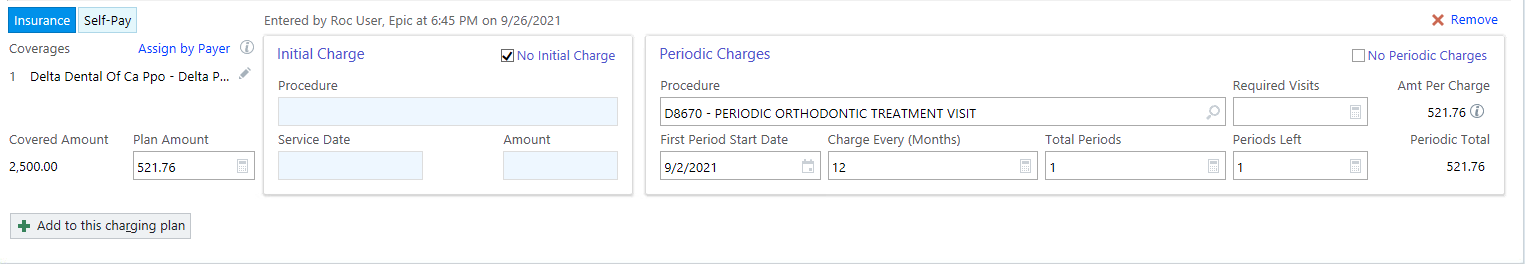 Insurance Self-Pay Entered by Roc User, Epic at 6:45 PM on 9/26/2021 Remove
Coverages Assign by Payer
1 Delta Dental Of Ca Ppo - Delta P...
Covered Amount Plan Amount
2,500.00 521.76
Initial Charge No Initial Charge
Procedure
Service Date Amount
Periodic Charges No Periodic Charges
Procedure Required Visits Amt Per Charge
D8670 - PERIODIC ORTHODONTIC TREATMENT VISIT 521.76
First Period Start Date Charge Every (Months) Total Periods Periods Left Periodic Total
9/2/2021 12 1 1 521.76
Add to this charging plan